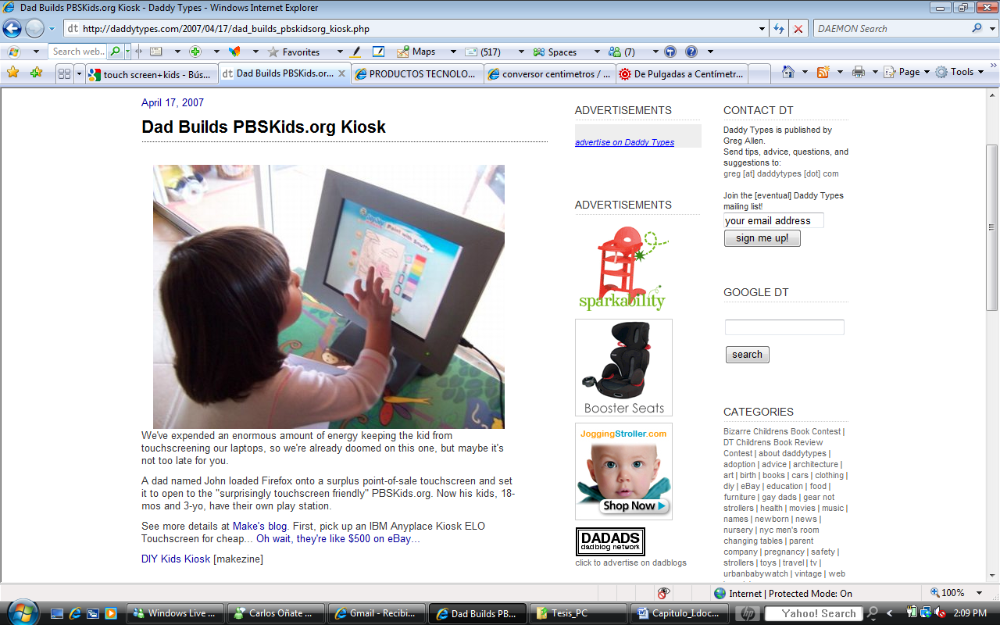 Dad Builds PBSKids.org Kiosk - Daddy Types - Windows Internet Explorer
dt http://daddytypes.com/2007/04/17/dad_builds_pbskidsorg_kiosk.php
DAEMON Search
Search web..
Favorites
Maps
(517)
Spaces
(7)
touch screen+kids - Bús...
dt Dad Builds PBSKids.or...
PRODUCTOS TECNOLO...
conversor centimetros / ...
De Pulgadas a Centímetr...
Page
Tools
April 17, 2007
Dad Builds PBSKids.org Kiosk
Paint with
We've expended an enormous amount of energy keeping the kid from
touchscreening our laptops, so we're already doomed on this one, but maybe it's
not too late for you.
A dad named John loaded Firefox onto a surplus point-of-sale touchscreen and set
it to open to the "surprisingly touchscreen friendly" PBSKids.org. Now his kids, 18-
mos and 3-yo, have their own play station.
See more details at Make's blog. First, pick up an IBM Anyplace Kiosk ELO
Touchscreen for cheap... Oh wait, they're like $500 on eBay...
DIY Kids Kiosk [makezine]
ADVERTISEMENTS
advertise on Daddy Types
ADVERTISEMENTS
sparkability
Booster Seats
JoggingStroller.com
Shop Now
DADADS
dadblog network
click to advertise on dadblogs
CONTACT DT
Daddy Types is published by
Greg Allen.
Send tips, advice, questions, and
suggestions to:
greg [at] daddytypes [dot] com
Join the [eventual] Daddy Types
mailing list!
your email address
sign me up!
GOOGLE DT
search
CATEGORIES
Bizarre Childrens Book Contest |
DT Childrens Book Review
Contest | about daddytypes |
adoption | advice | architecture |
art | birth | books | cars | clothing |
diy | eBay | education | food |
furniture | gay dads | gear not
strollers | health | movies | music |
names | newborn | news |
nursery | nyc men's room
changing tables | parent
company | pregnancy | safety |
strollers | toys | travel | tv |
urbanbabywatch | vintage | web
Internet | Protected Mode: On
100%
Windows Live ...
Carlos Oñate ...
Gmail - Recibi...
Dad Builds PB...
Tesis_PC
Capitulo_I.doc...
hp
Yahoo! Search
2:09 PM